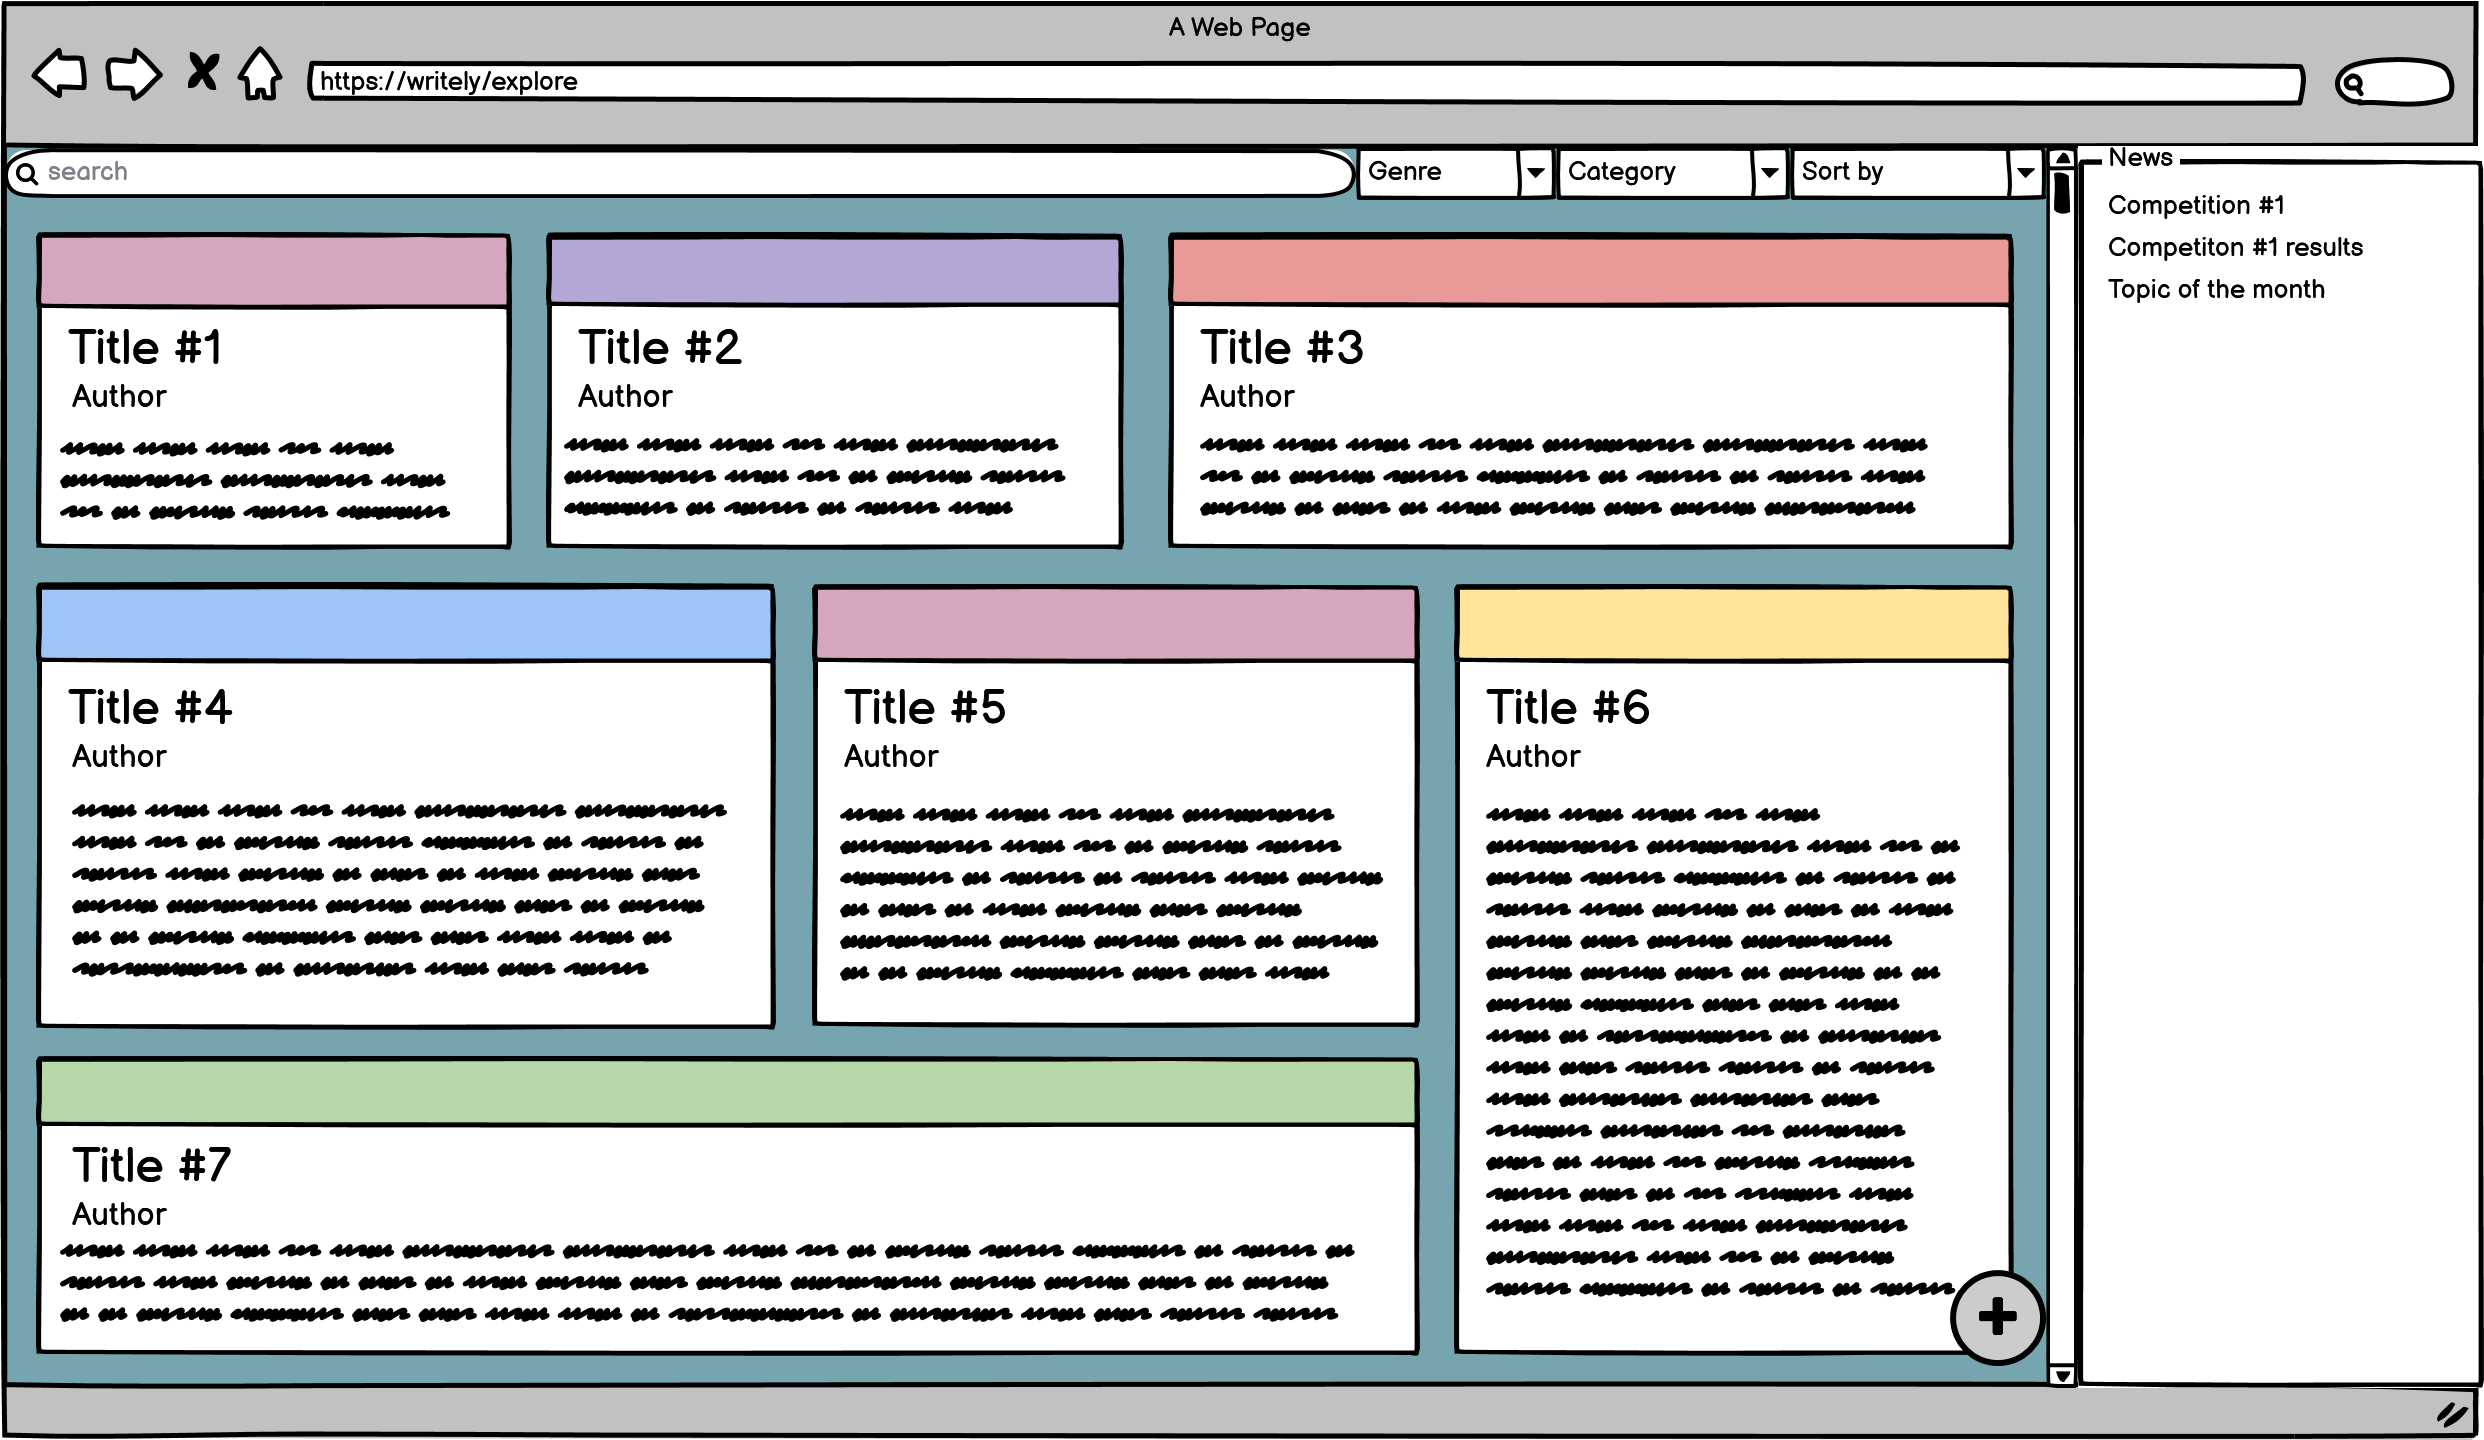 A Web Page
https://writely/explore
search
Genre
Category
Sort by
News
Competition #1
Competiton #1 results
Topic of the month
Title #1
Author
Title #2
Author
Title #3
Author
Title #4
Author
Title #5
Author
Title #6
Author
Title #7
Author